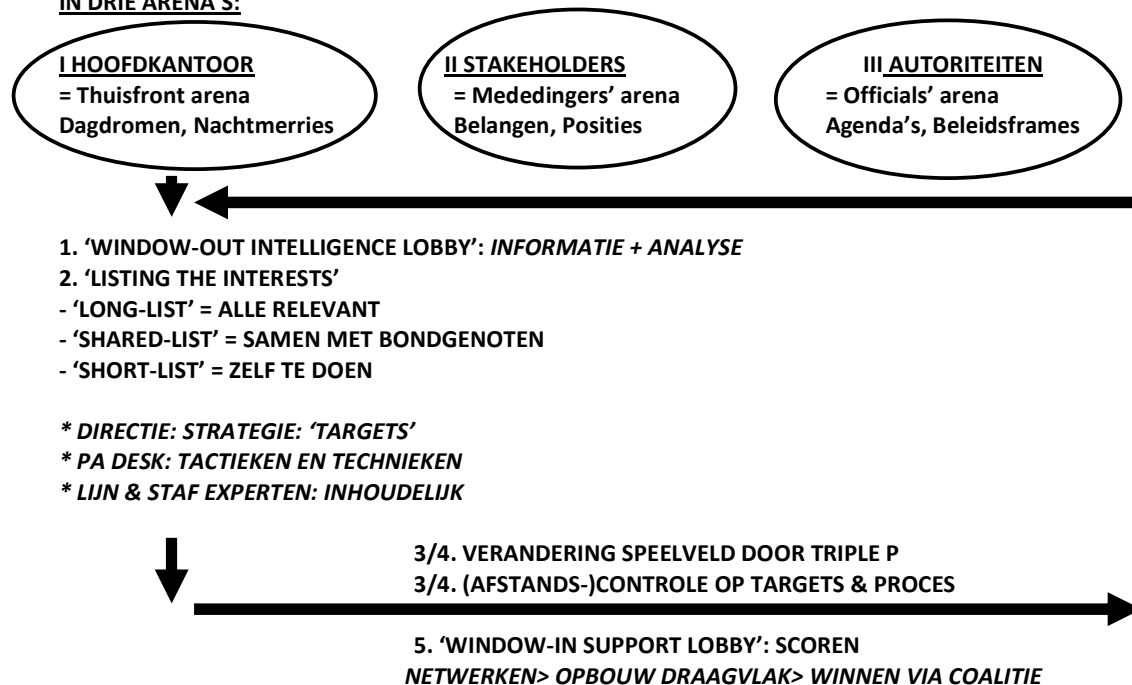 IN DRIE ARENA'S:
I HOOFDKANTOOR
= Thuisfront arena
Dagdromen, Nachtmerries
II STAKEHOLDERS
= Mededingers' arena
Belangen, Posities
III AUTORITEITEN
= Officials' arena
Agenda's, Beleidsframes
1. ‘WINDOW-OUT INTELLIGENCE LOBBY’: INFORMATIE + ANALYSE
2. ‘LISTING THE INTERESTS’
- ‘LONG-LIST’ = ALLE RELEVANT
- ‘SHARED-LIST’ = SAMEN MET BONDGENOTEN
- ‘SHORT-LIST’ = ZELF TE DOEN
* DIRECTIE: STRATEGIE: ‘TARGETS’
* PA DESK: TACTIEKEN EN TECHNIEKEN
* LIJN & STAF EXPERTEN: INHOUDELIJK
3/4. VERANDERING SPEELVELD DOOR TRIPLE P
3/4. (AFSTANDS-)CONTROLE OP TARGETS & PROCES
5. ‘WINDOW-IN SUPPORT LOBBY’: SCOREN
NETWERKEN> OPBOUW DRAAGVLAK> WINNEN VIA COALITIE